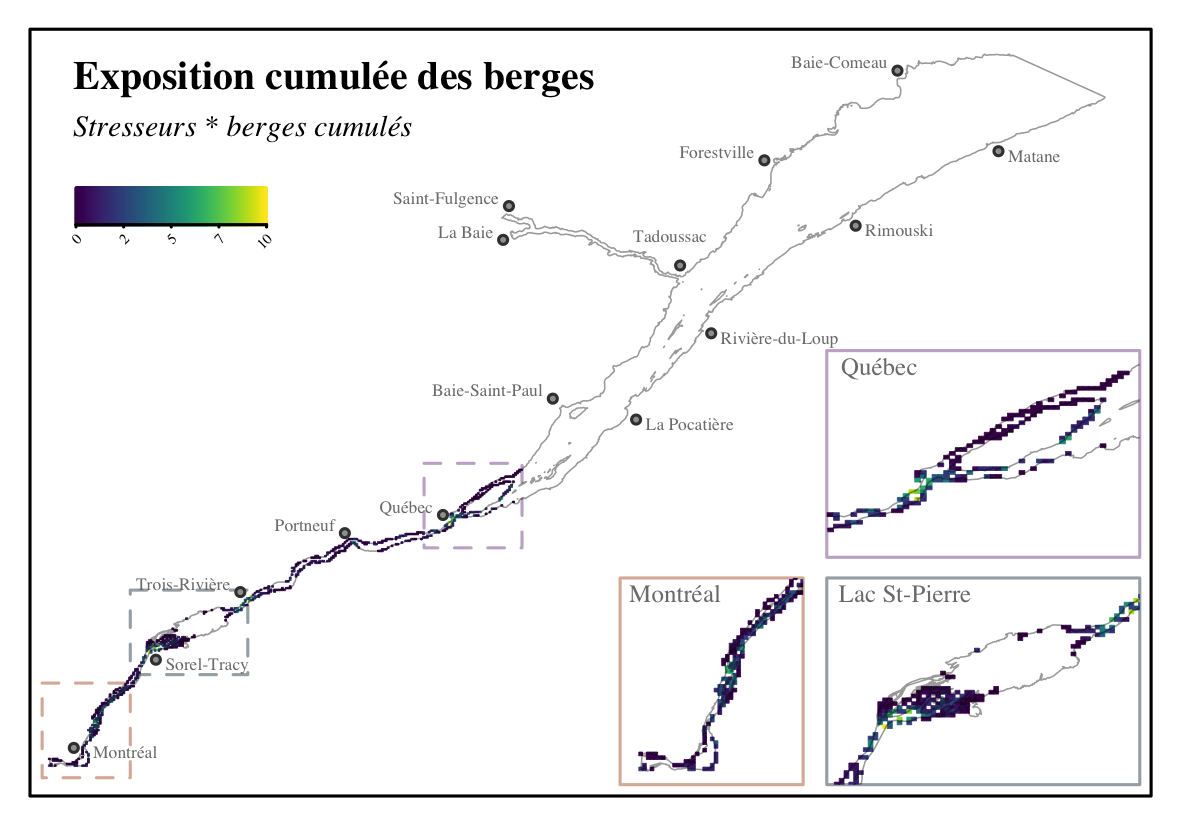 Exposition cumulée des berges
Stresseurs * berges cumulés
0
2
5
7
10
Baie-Comeau
Forestville
Matane
Saint-Fulgence
La Baie
Tadoussac
Rimouski
Rivière-du-Loup
Québec
Baie-Saint-Paul
La Pocatière
Québec
Portneuf
Trois-Rivière
Montréal
Lac St-Pierre
Sorel-Tracy
Montréal